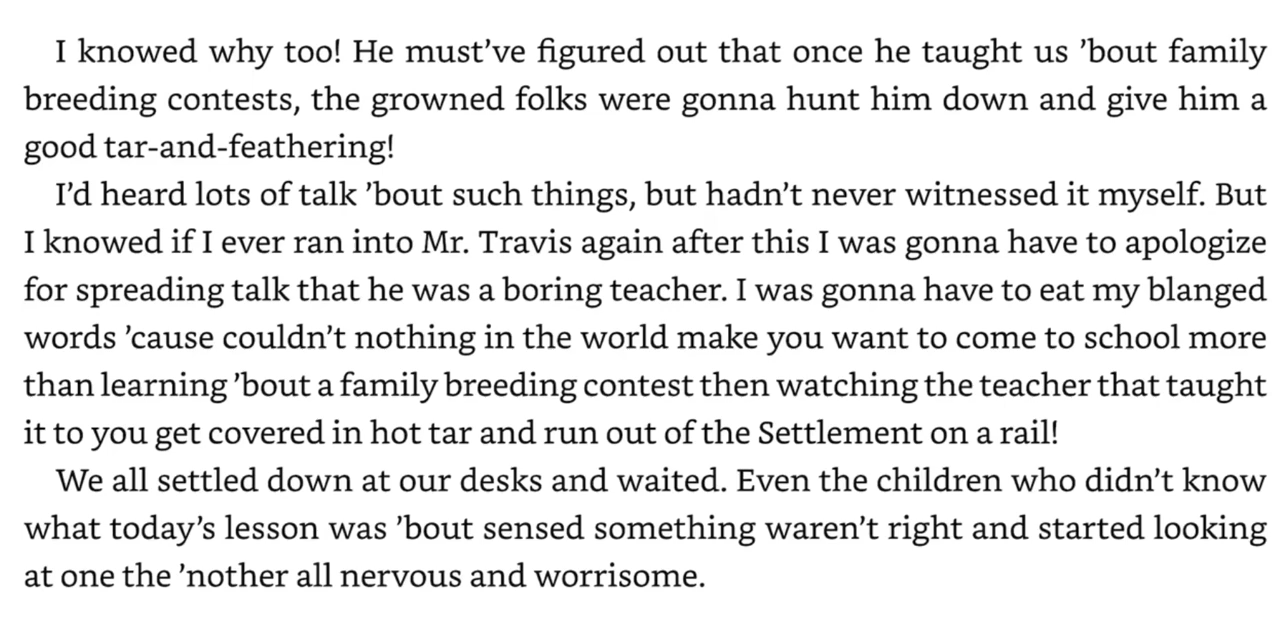 I knowed why too! He must’ve figured out that once he taught us ’bout family
breeding contests, the growned folks were gonna hunt him down and give him a
good tar-and-feathering!
I’d heard lots of talk ’bout such things, but hadn’t never witnessed it myself. But
I knowed if I ever ran into Mr. Travis again after this I was gonna have to apologize
for spreading talk that he was a boring teacher. I was gonna have to eat my blanged
words ’cause couldn’t nothing in the world make you want to come to school more
than learning ’bout a family breeding contest then watching the teacher that taught
it to you get covered in hot tar and run out of the Settlement on a rail!
We all settled down at our desks and waited. Even the children who didn’t know
what today’s lesson was ’bout sensed something waren’t right and started looking
at one the ’nother all nervous and worrisome.